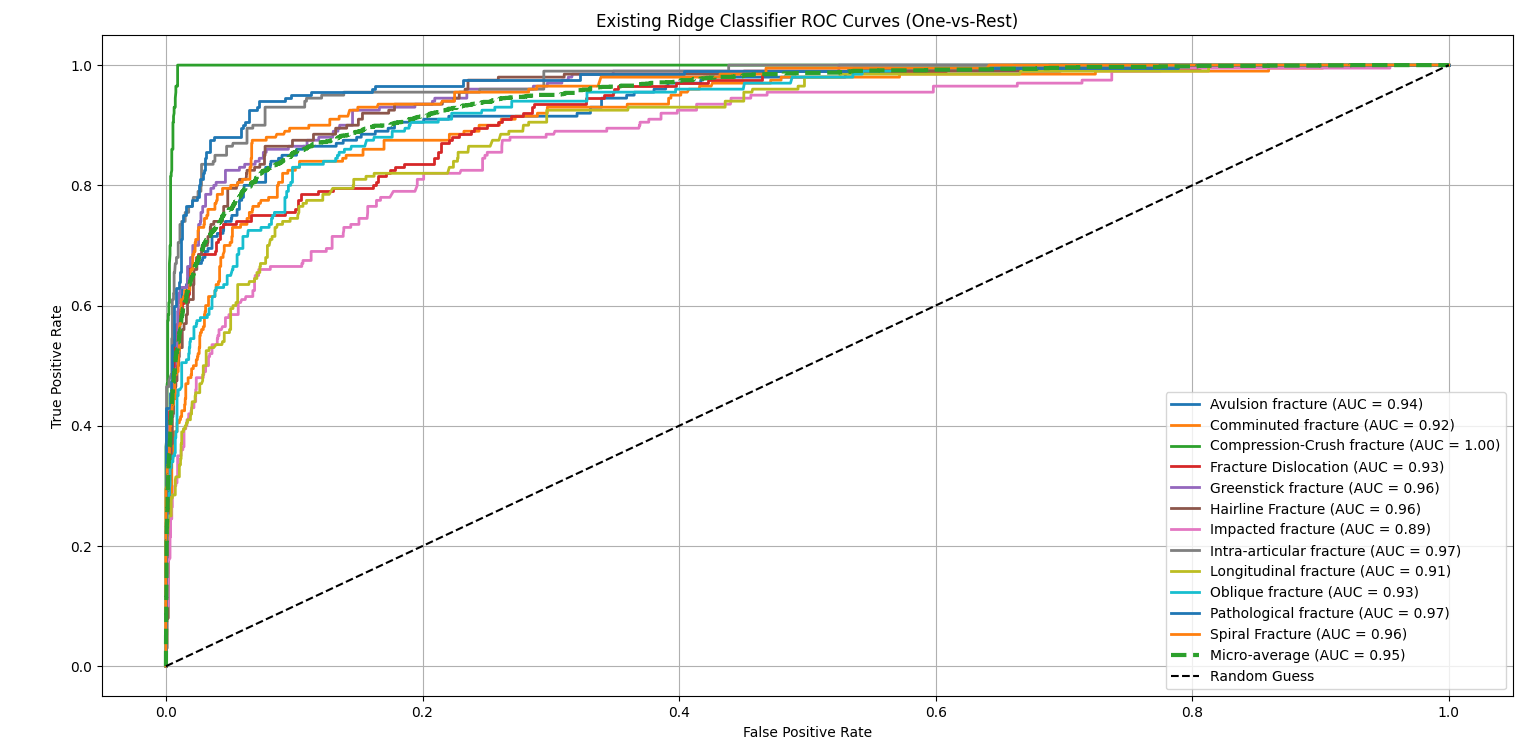 Existing Ridge Classifier ROC Curves (One-vs-Rest)
True Positive Rate
1.0
0.8
0.6
0.4
0.2
0.0
Avulsion fracture (AUC = 0.94)
Comminuted fracture (AUC = 0.92)
Compression-Crush fracture (AUC = 1.00)
Fracture Dislocation (AUC = 0.93)
Greenstick fracture (AUC = 0.96)
Hairline Fracture (AUC = 0.96)
Impacted fracture (AUC = 0.89)
Intra-articular fracture (AUC = 0.97)
Longitudinal fracture (AUC = 0.91)
Oblique fracture (AUC = 0.93)
Pathological fracture (AUC = 0.97)
Spiral Fracture (AUC = 0.96)
Micro-average (AUC = 0.95)
Random Guess
0.0 0.2 0.4 0.6 0.8 1.0
False Positive Rate